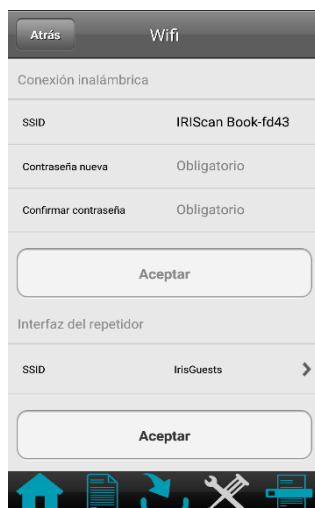 Atrás Wifi
Conexión inalámbrica
SSID IRIScan Book-fd43
Contraseña nueva Obligatorio
Confirmar contraseña Obligatorio
Aceptar
Interfaz del repetidor
SSID IrisGuests
Aceptar